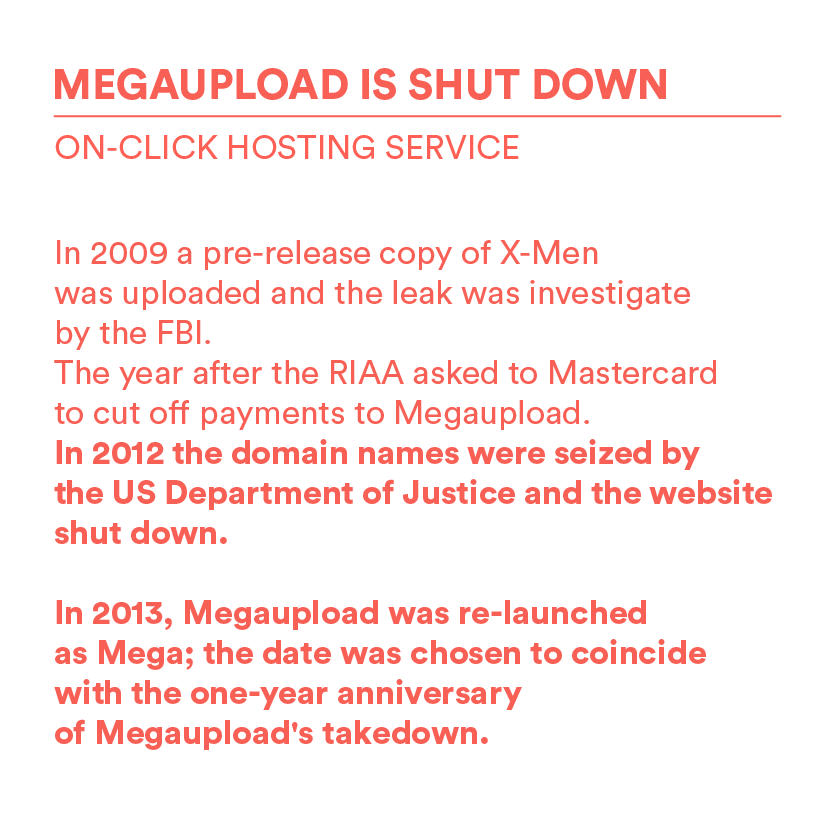 MEGAUPLOAD IS SHUT DOWN
ON-CLICK HOSTING SERVICE
In 2009 a pre-release copy of X-Men
was uploaded and the leak was investigate
by the FBI.
The year after the RIAA asked to Mastercard
to cut off payments to Megaupload.
In 2012 the domain names were seized by
the US Department of Justice and the website
shut down.
In 2013, Megaupload was re-launched
as Mega; the date was chosen to coincide
with the one-year anniversary
of Megaupload's takedown.